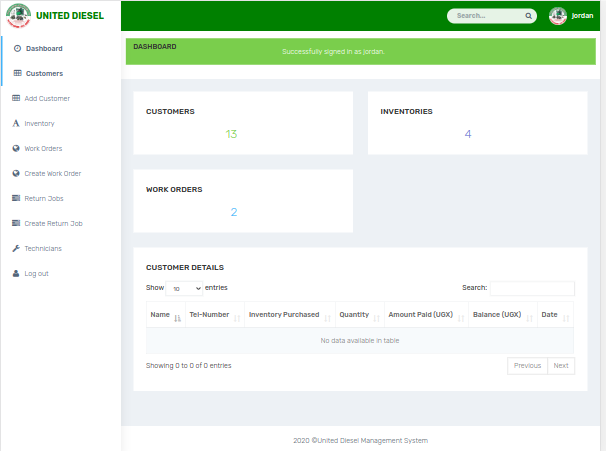 UNITED DIESEL
Search...
Jordan
Dashboard
Customers
Add Customer
Inventory
Work Orders
Create Work Order
Return Jobs
Create Return Job
Technicians
Log out
DASHBOARD
Successfully signed in as jordan.
CUSTOMERS
13
INVENTORIES
4
WORK ORDERS
2
CUSTOMER DETAILS
Show 10 entries
Search:
Name Tel-Number Inventory Purchased Quantity Amount Paid (UGX) Balance (UGX) Date
No data available in table
Showing 0 to 0 of 0 entries
Previous Next
2020 ©United Diesel Management System